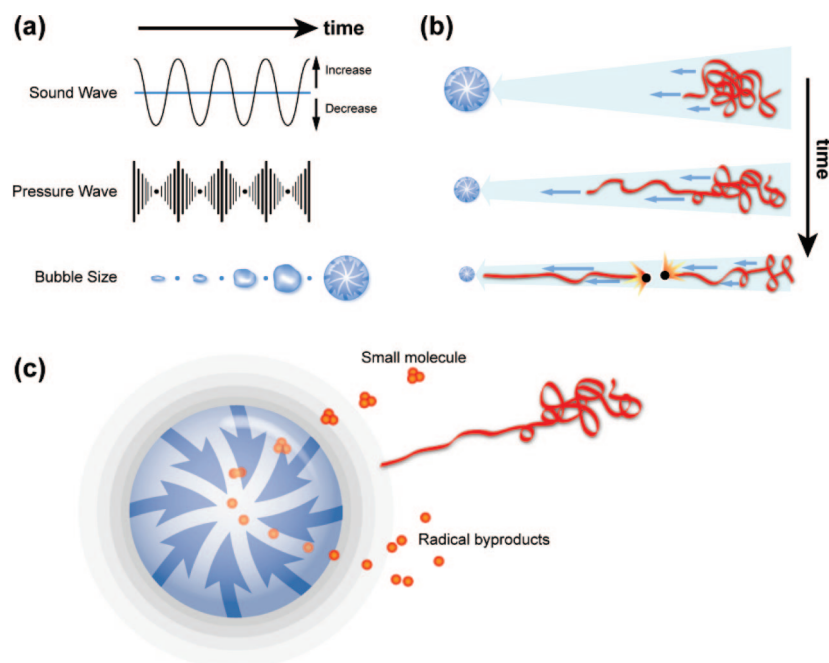 (a)
time
Sound Wave
Increase
Decrease
Pressure Wave
Bubble Size
(b)
time
(c)
Small molecule
Radical byproducts